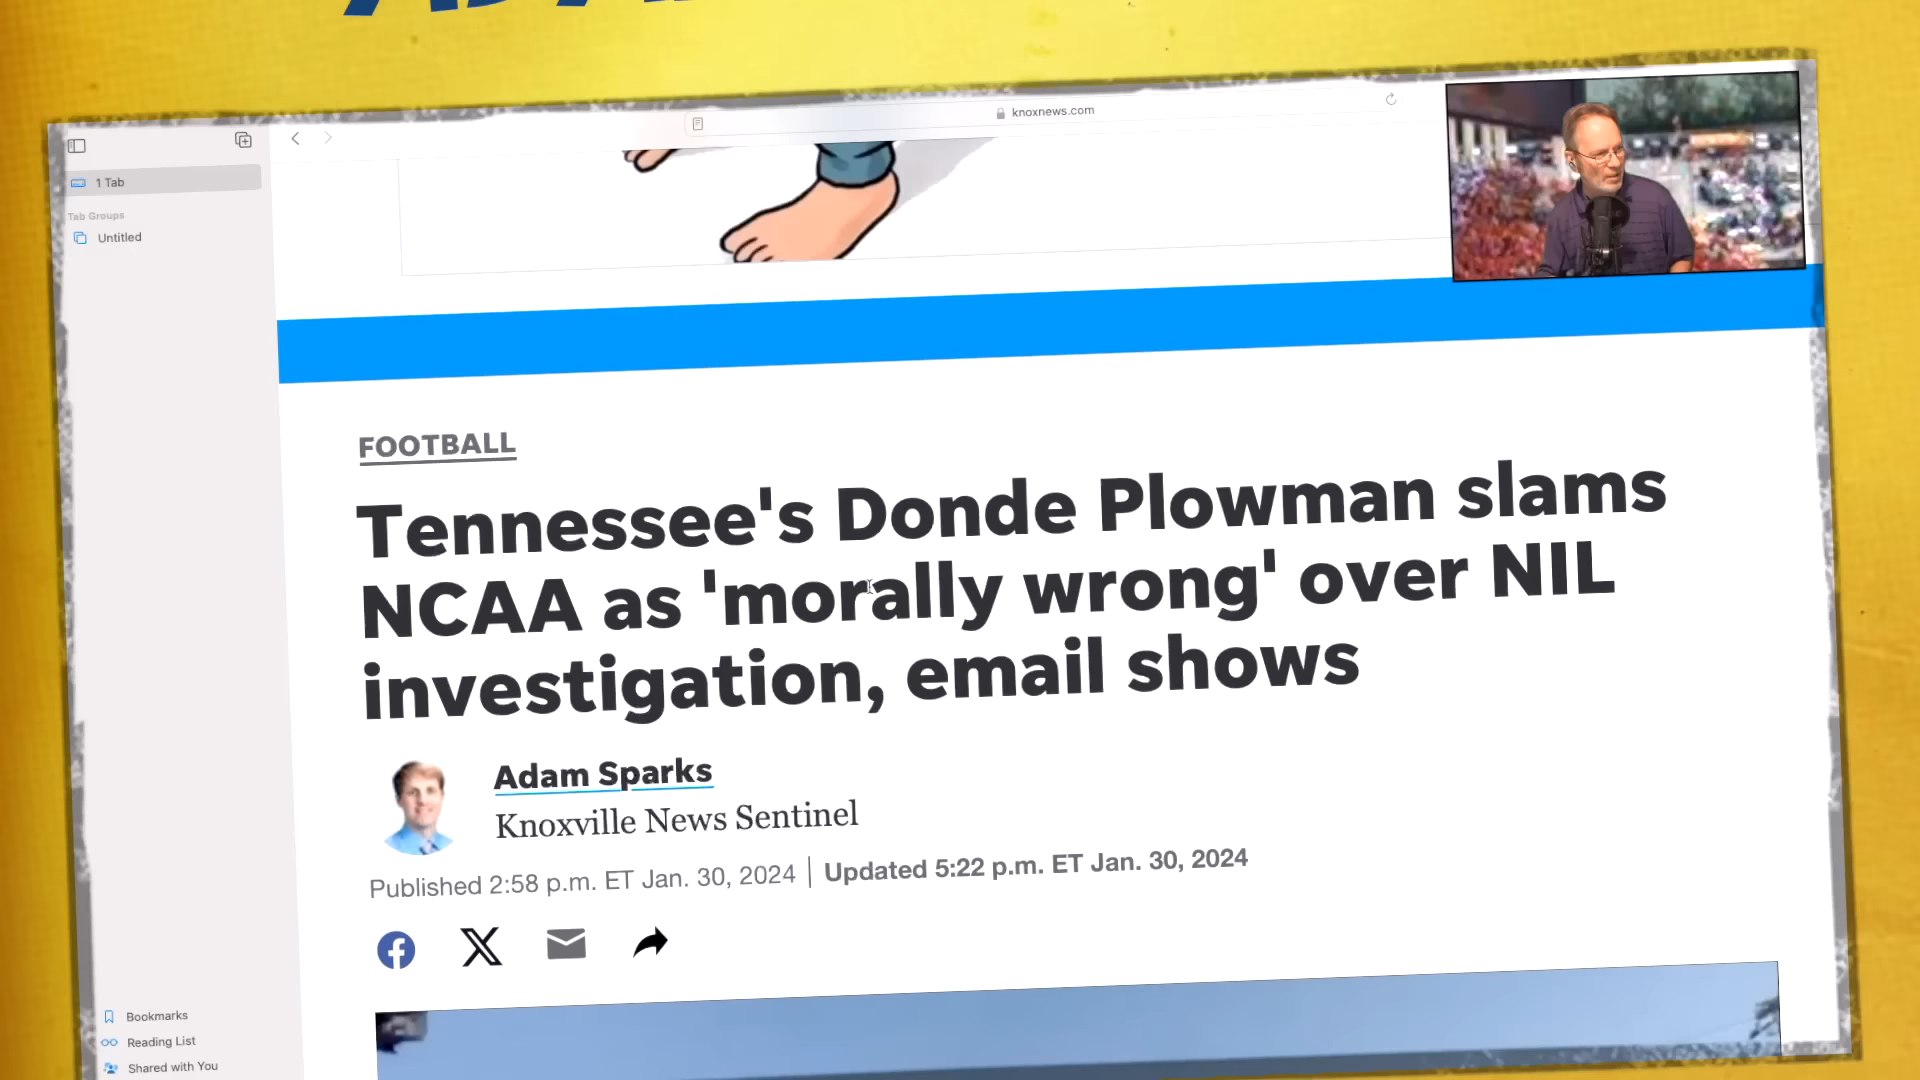 knoxnews.com
1 Tab
Tab Groups
Untitled
FOOTBALL
Tennessee's Donde Plowman slams
NCAA as 'morally wrong' over NIL
investigation, email shows
Adam Sparks
Knoxville News Sentinel
Published 2:58 p.m. ET Jan. 30, 2024 | Updated 5:22 p.m. ET Jan. 30, 2024
Bookmarks
Reading List
Shared with You